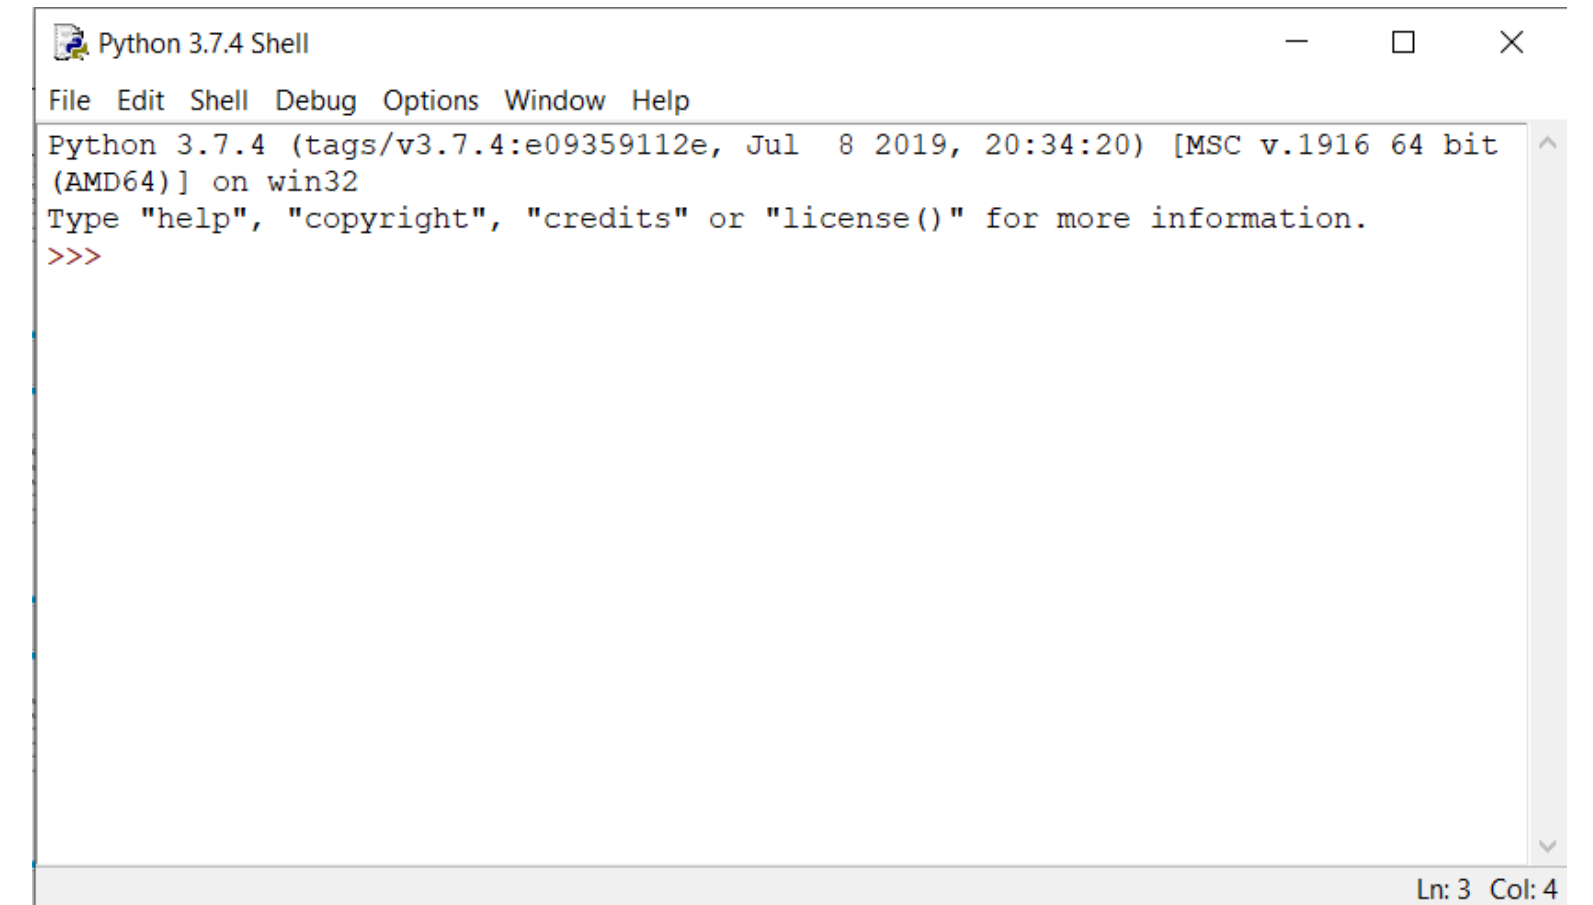 Python 3.7.4 Shell
File Edit Shell Debug Options Window Help
Python 3.7.4 (tags/v3.7.4:e09359112e, Jul  8 2019, 20:34:20) [MSC v.1916 64 bit
(AMD64)] on win32
Type "help", "copyright", "credits" or "license()" for more information.
>>>
Ln: 3 Col: 4